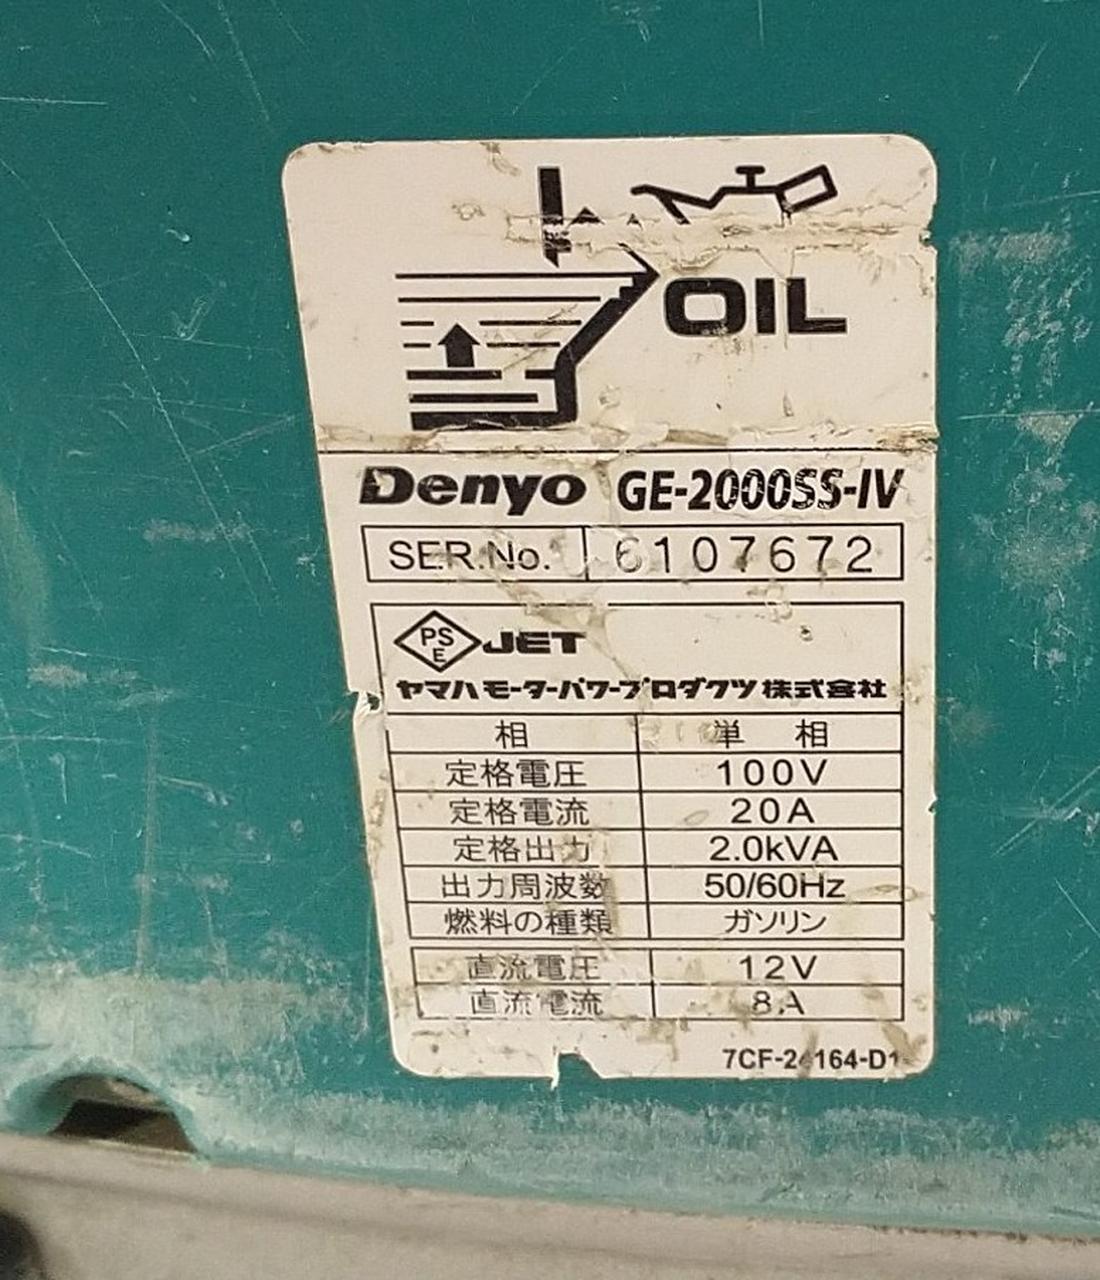 OIL
Denyo GE-2000SS-IV
SER.No. 6107672
PS E JET
ヤマハモーターパワープロダクツ株式会社
相 単相
定格電圧 100V
定格電流 20A
定格出力 2.0kVA
出力周波数 50/60Hz
燃料の種類 ガソリン
直流電圧 12V
直流電流 8A
7CF-24164-D1